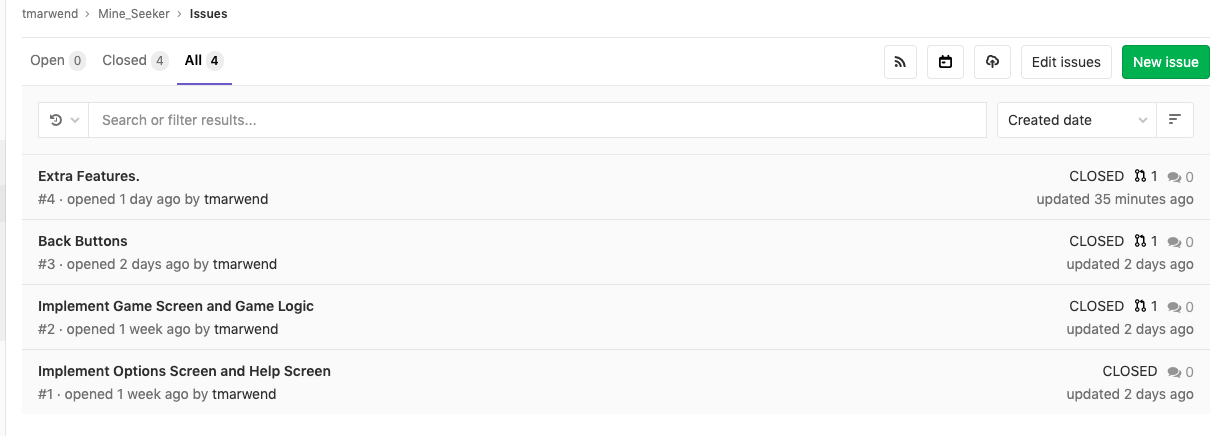 tmarwend › Mine_Seeker › Issues
Open 0 Closed 4 All 4 Edit issues New issue
Search or filter results... Created date
Extra Features. CLOSED 1 0
#4 · opened 1 day ago by tmarwend updated 35 minutes ago
Back Buttons CLOSED 1 0
#3 · opened 2 days ago by tmarwend updated 2 days ago
Implement Game Screen and Game Logic CLOSED 1 0
#2 · opened 1 week ago by tmarwend updated 2 days ago
Implement Options Screen and Help Screen CLOSED 0
#1 · opened 1 week ago by tmarwend updated 2 days ago